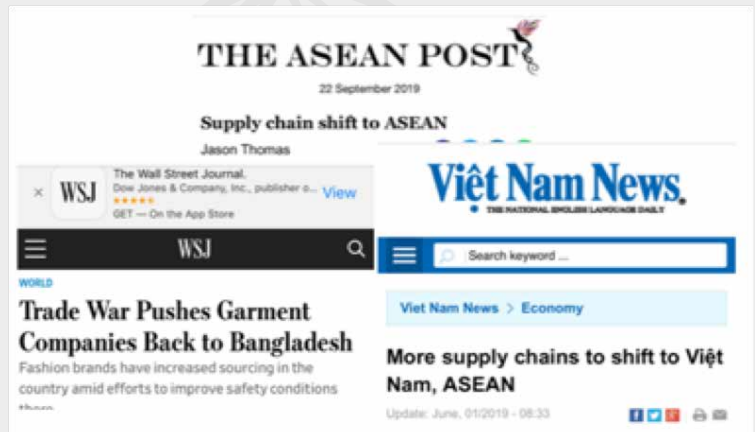 THE ASEAN POST
22 September 2019
Supply chain shift to ASEAN
Jason Thomas
×
WSJ
The Wall Street Journal.
Dow Jones & Company, Inc., publisher o...
GET — On the App Store
View
WSJ
WORLD
Trade War Pushes Garment
Companies Back to Bangladesh
Fashion brands have increased sourcing in the
country amid efforts to improve safety conditions
there
Việt Nam News.
THE NATIONAL ENGLISH LANGUAGE DAILY
Search keyword ...
Viet Nam News > Economy
More supply chains to shift to Việt
Nam, ASEAN
Update: June, 01/2019 - 08:33